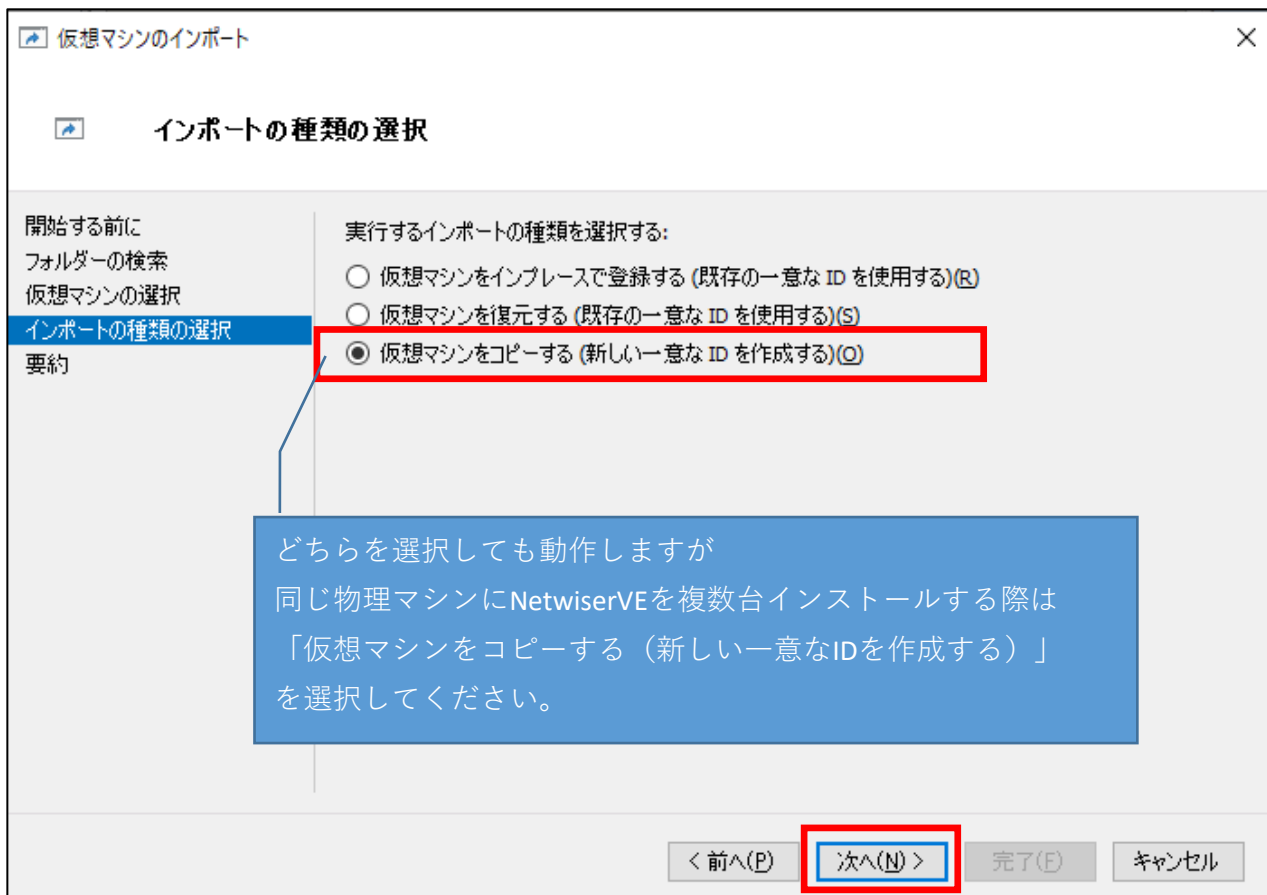 仮想マシンのインポート
インポートの種類の選択
開始する前に
フォルダーの検索
仮想マシンの選択
インポートの種類の選択
要約
実行するインポートの種類を選択する:
仮想マシンをインプレースで登録する (既存の一意な ID を使用する)(R)
仮想マシンを復元する (既存の一意な ID を使用する)(S)
仮想マシンをコピーする (新しい一意な ID を作成する)(O)
どちらを選択しても動作しますが
同じ物理マシンにNetwiserVEを複数台インストールする際は
「仮想マシンをコピーする（新しい一意なIDを作成する）」
を選択してください。
< 前へ(P)
次へ(N) >
完了(F)
キャンセル